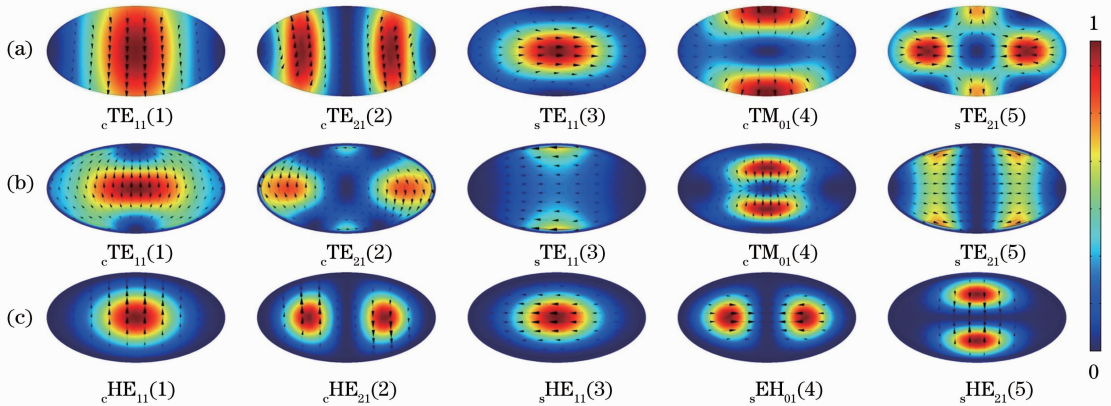 1
(a)
cTE11(1) cTE21(2) sTE11(3) cTM01(4) sTE21(5)
(b)
cTE11(1) cTE21(2) sTE11(3) cTM01(4) sTE21(5)
(c)
0
cHE11(1) cHE21(2) sHE11(3) sEH01(4) sHE21(5)